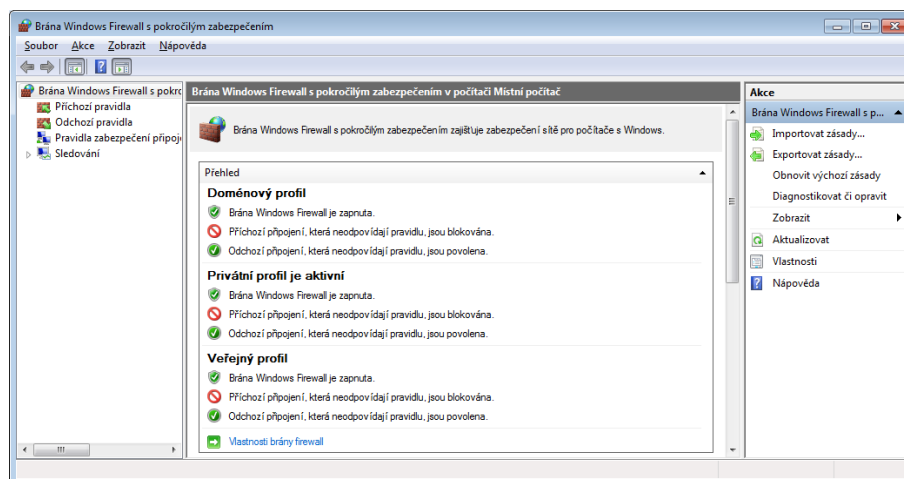 Brána Windows Firewall s pokročilým zabezpečením
Soubor Akce Zobrazit Nápověda
Brána Windows Firewall s pokro
Příchozí pravidla
Odchozí pravidla
Pravidla zabezpečení připoj
Sledování
Brána Windows Firewall s pokročilým zabezpečením v počítači Místní počítač
Brána Windows Firewall s pokročilým zabezpečením zajišťuje zabezpečení sítě pro počítače s Windows.
Přehled
Doménový profil
Brána Windows Firewall je zapnuta.
Příchozí připojení, která neodpovídají pravidlu, jsou blokována.
Odchozí připojení, která neodpovídají pravidlu, jsou povolena.
Privátní profil je aktivní
Brána Windows Firewall je zapnuta.
Příchozí připojení, která neodpovídají pravidlu, jsou blokována.
Odchozí připojení, která neodpovídají pravidlu, jsou povolena.
Veřejný profil
Brána Windows Firewall je zapnuta.
Příchozí připojení, která neodpovídají pravidlu, jsou blokována.
Odchozí připojení, která neodpovídají pravidlu, jsou povolena.
Vlastnosti brány firewall
Akce
Brána Windows Firewall s p...
Importovat zásady...
Exportovat zásady...
Obnovit výchozí zásady
Diagnostikovat či opravit
Zobrazit
Aktualizovat
Vlastnosti
Nápověda